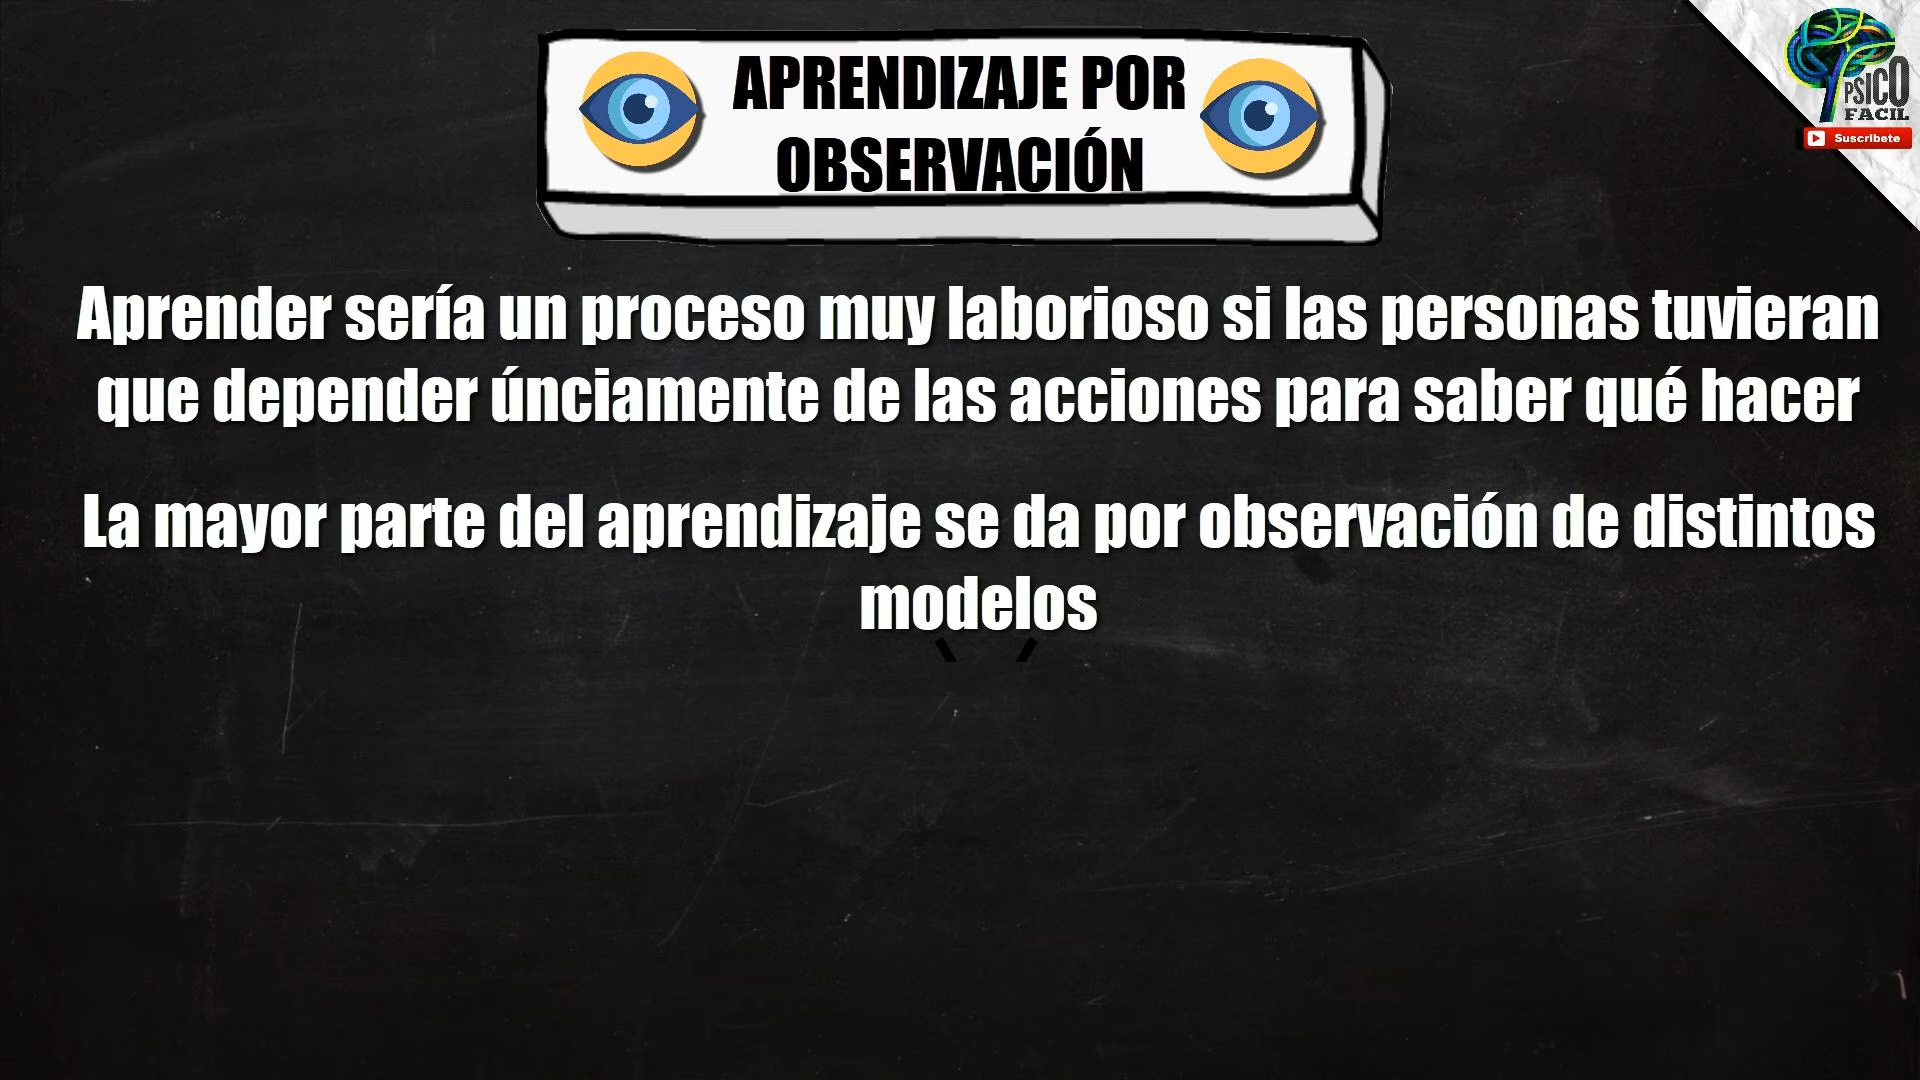 APRENDIZAJE POR
OBSERVACIÓN
PSICO
FACIL
Suscribete
Aprender sería un proceso muy laborioso si las personas tuvieran
que depender únciamente de las acciones para saber qué hacer
La mayor parte del aprendizaje se da por observación de distintos
modelos